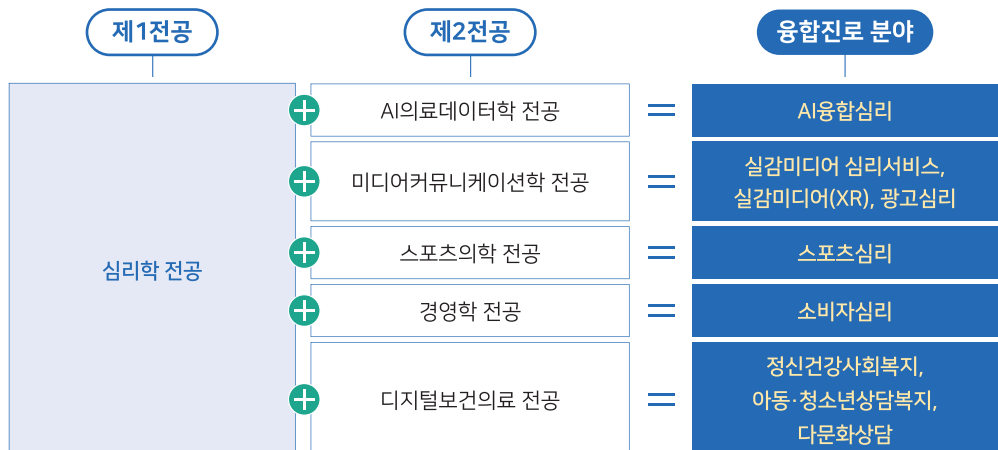 제1전공
제2전공
융합진로 분야
심리학 전공
AI의료데이터학 전공
AI융합심리
미디어커뮤니케이션학 전공
실감미디어 심리서비스,
실감미디어(XR), 광고심리
스포츠의학 전공
스포츠심리
경영학 전공
소비자심리
디지털보건의료 전공
정신건강사회복지,
아동·청소년상담복지,
다문화상담